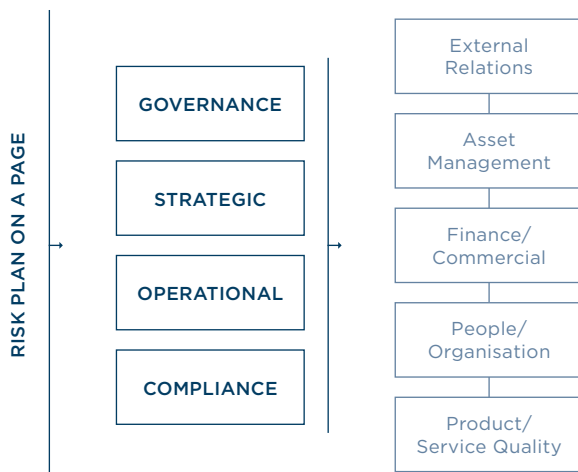 RISK PLAN ON A PAGE
GOVERNANCE
STRATEGIC
OPERATIONAL
COMPLIANCE
External
Relations
Asset
Management
Finance/
Commercial
People/
Organisation
Product/
Service Quality